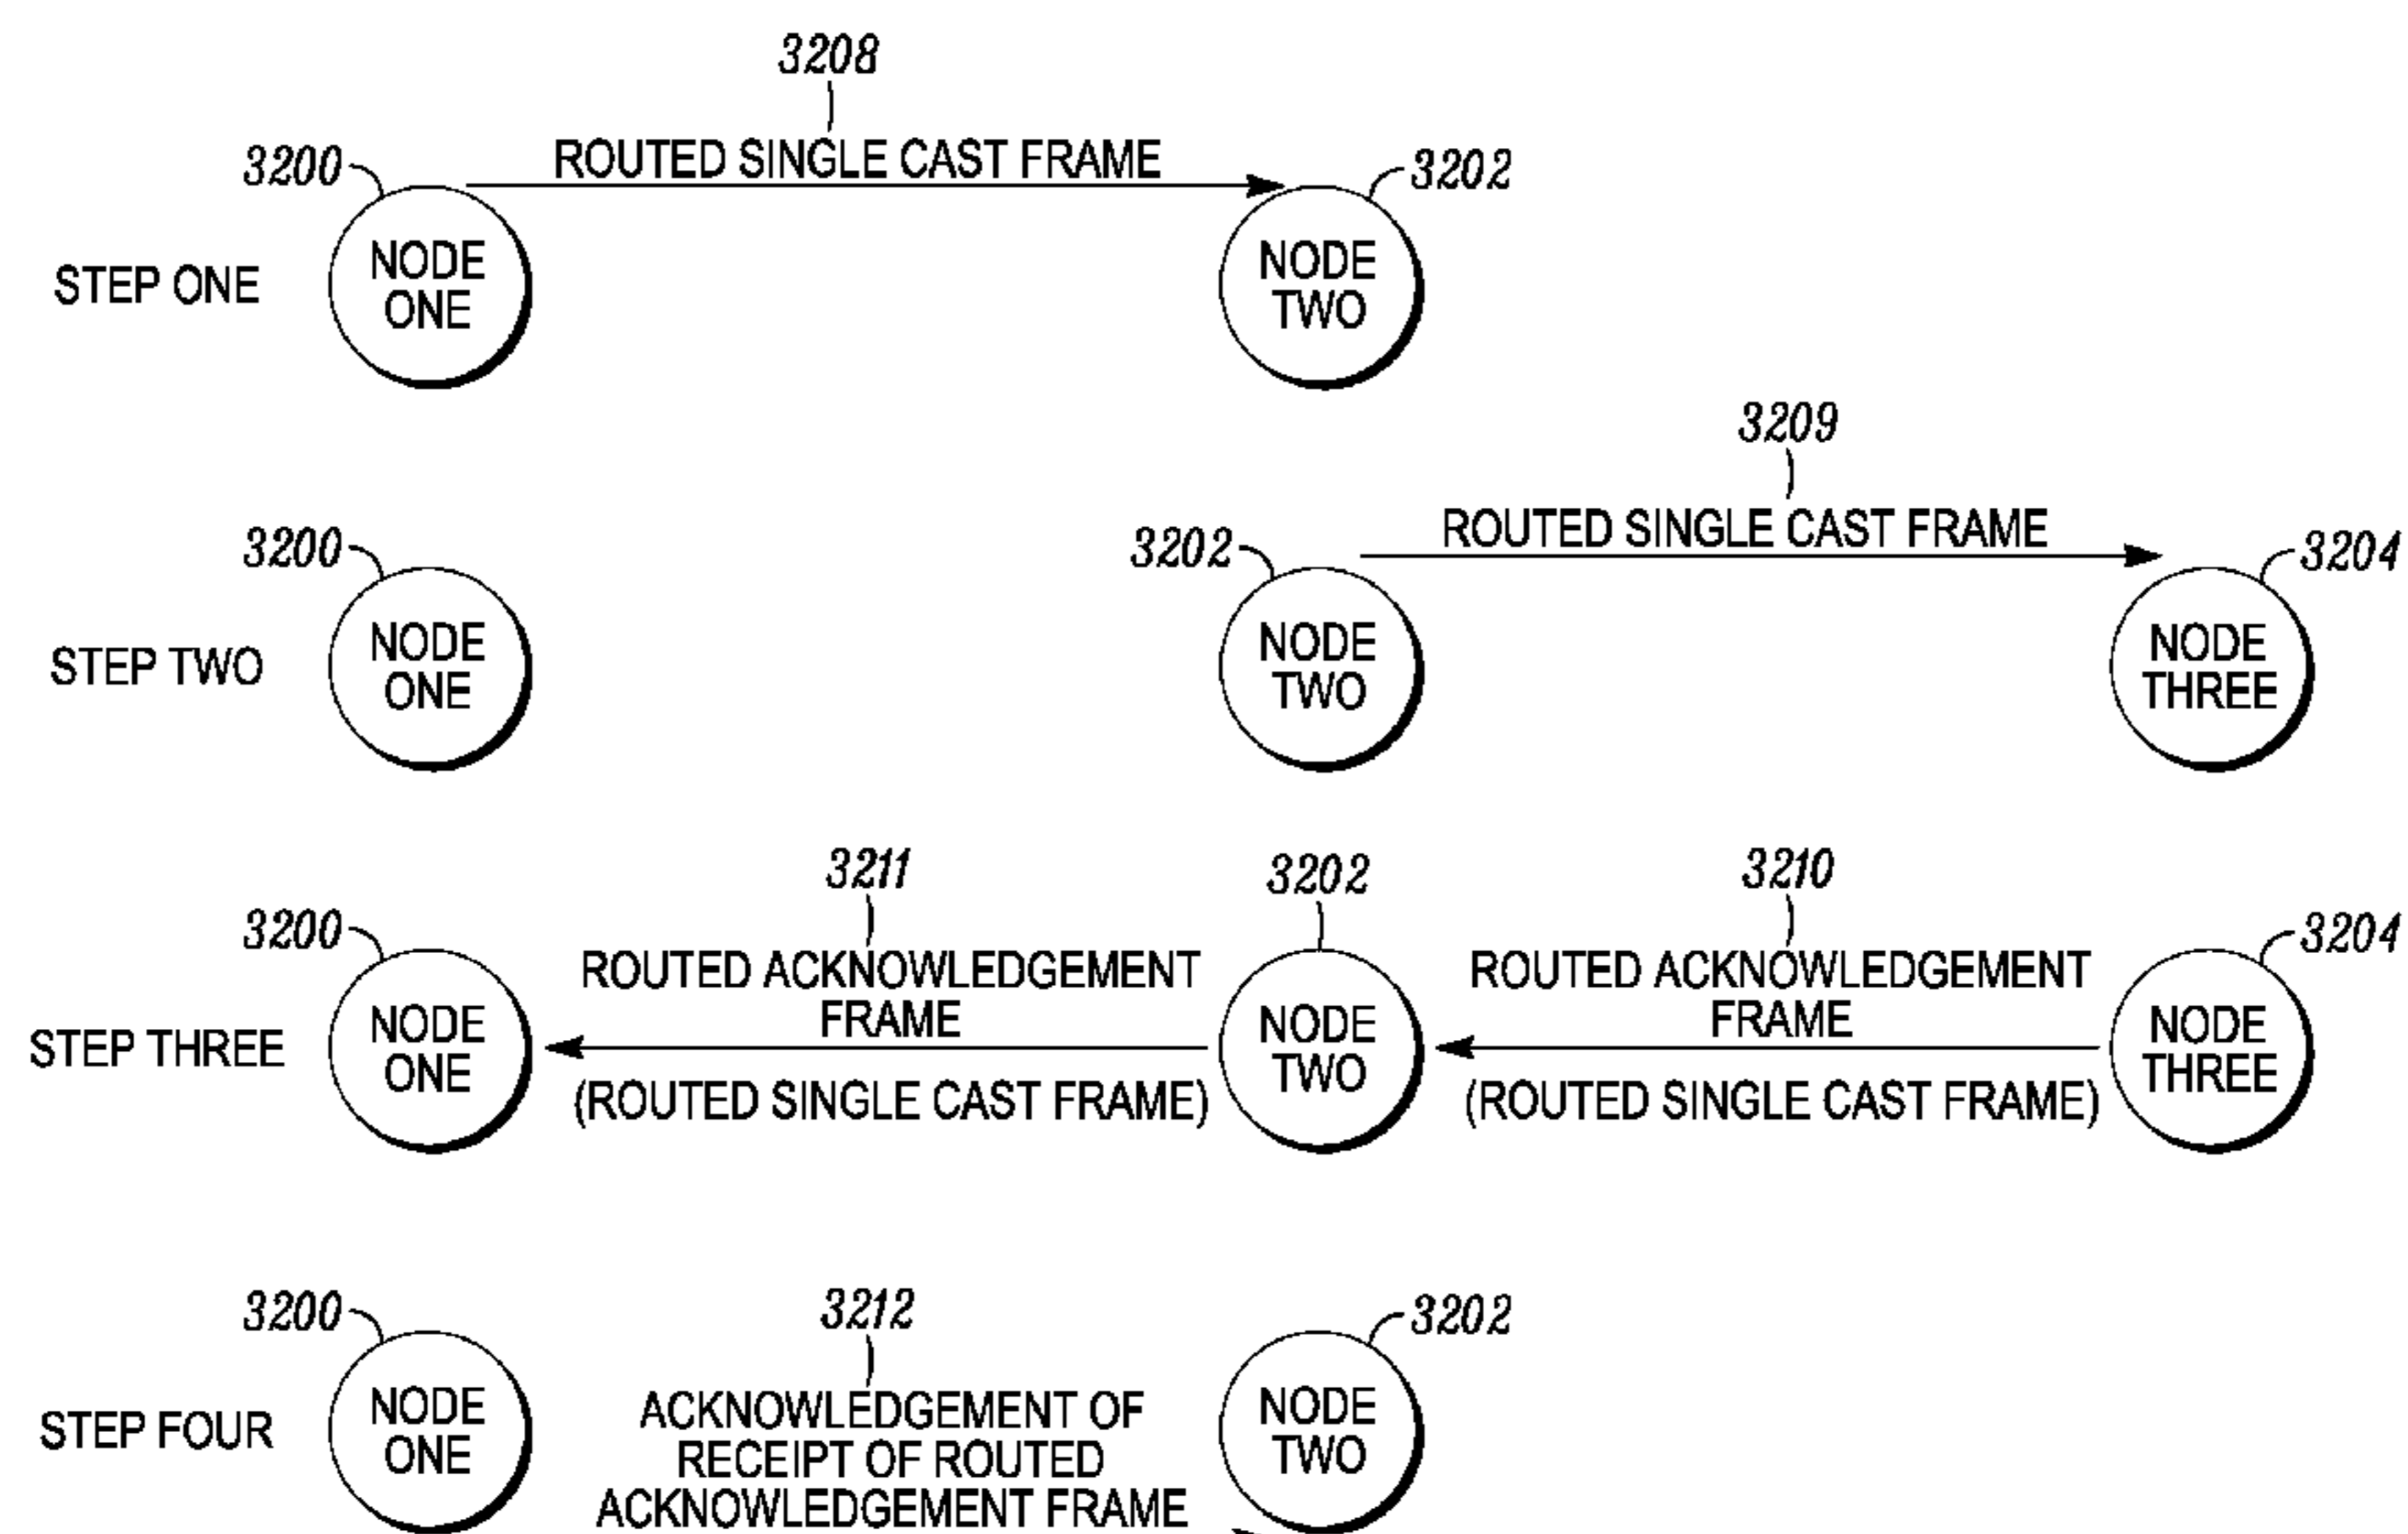 3208
ROUTED SINGLE CAST FRAME
3200
3202
STEP ONE
NODE
ONE
NODE
TWO
3209
ROUTED SINGLE CAST FRAME
3200
3202
3204
STEP TWO
NODE
ONE
NODE
TWO
NODE
THREE
3211
3202
3210
3200
3204
ROUTED ACKNOWLEDGEMENT
FRAME
(ROUTED SINGLE CAST FRAME)
ROUTED ACKNOWLEDGEMENT
FRAME
(ROUTED SINGLE CAST FRAME)
STEP THREE
NODE
ONE
NODE
TWO
NODE
THREE
3200
3212
3202
STEP FOUR
NODE
ONE
ACKNOWLEDGEMENT OF
RECEIPT OF ROUTED
ACKNOWLEDGEMENT FRAME
NODE
TWO